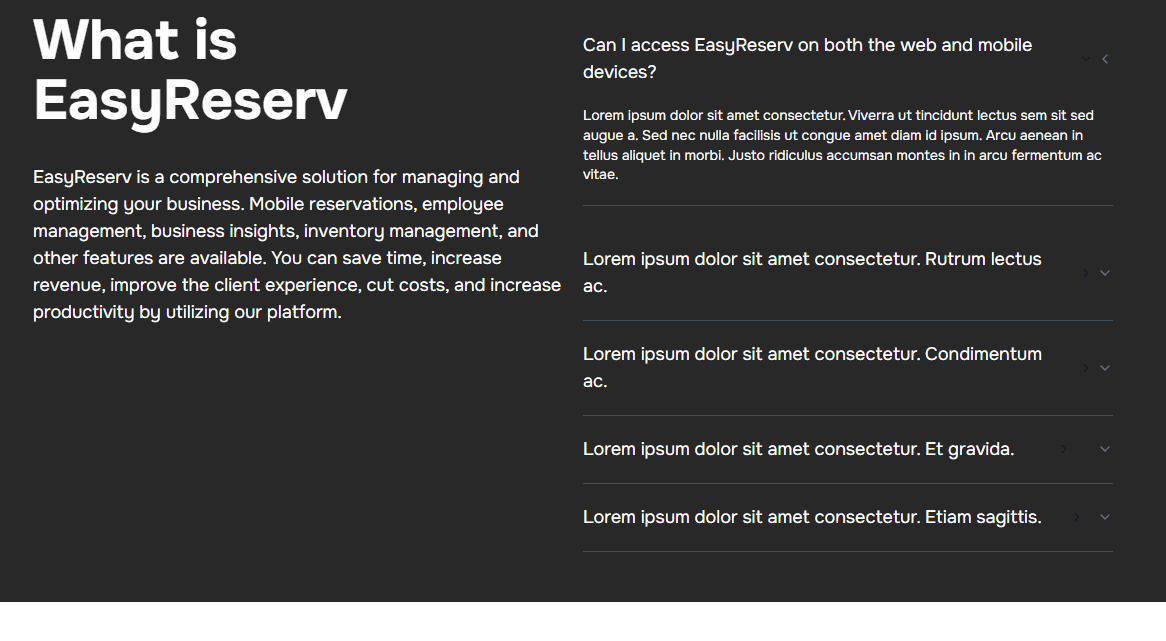 What is
EasyReserv
EasyReserv is a comprehensive solution for managing and
optimizing your business. Mobile reservations, employee
management, business insights, inventory management, and
other features are available. You can save time, increase
revenue, improve the client experience, cut costs, and increase
productivity by utilizing our platform.
Can I access EasyReserv on both the web and mobile
devices?
Lorem ipsum dolor sit amet consectetur. Viverra ut tincidunt lectus sem sit sed
augue a. Sed nec nulla facilisis ut congue amet diam id ipsum. Arcu aenean in
tellus aliquet in morbi. Justo ridiculus accumsan montes in in arcu fermentum ac
vitae.
Lorem ipsum dolor sit amet consectetur. Rutrum lectus
ac.
Lorem ipsum dolor sit amet consectetur. Condimentum
ac.
Lorem ipsum dolor sit amet consectetur. Et gravida.
Lorem ipsum dolor sit amet consectetur. Etiam sagittis.